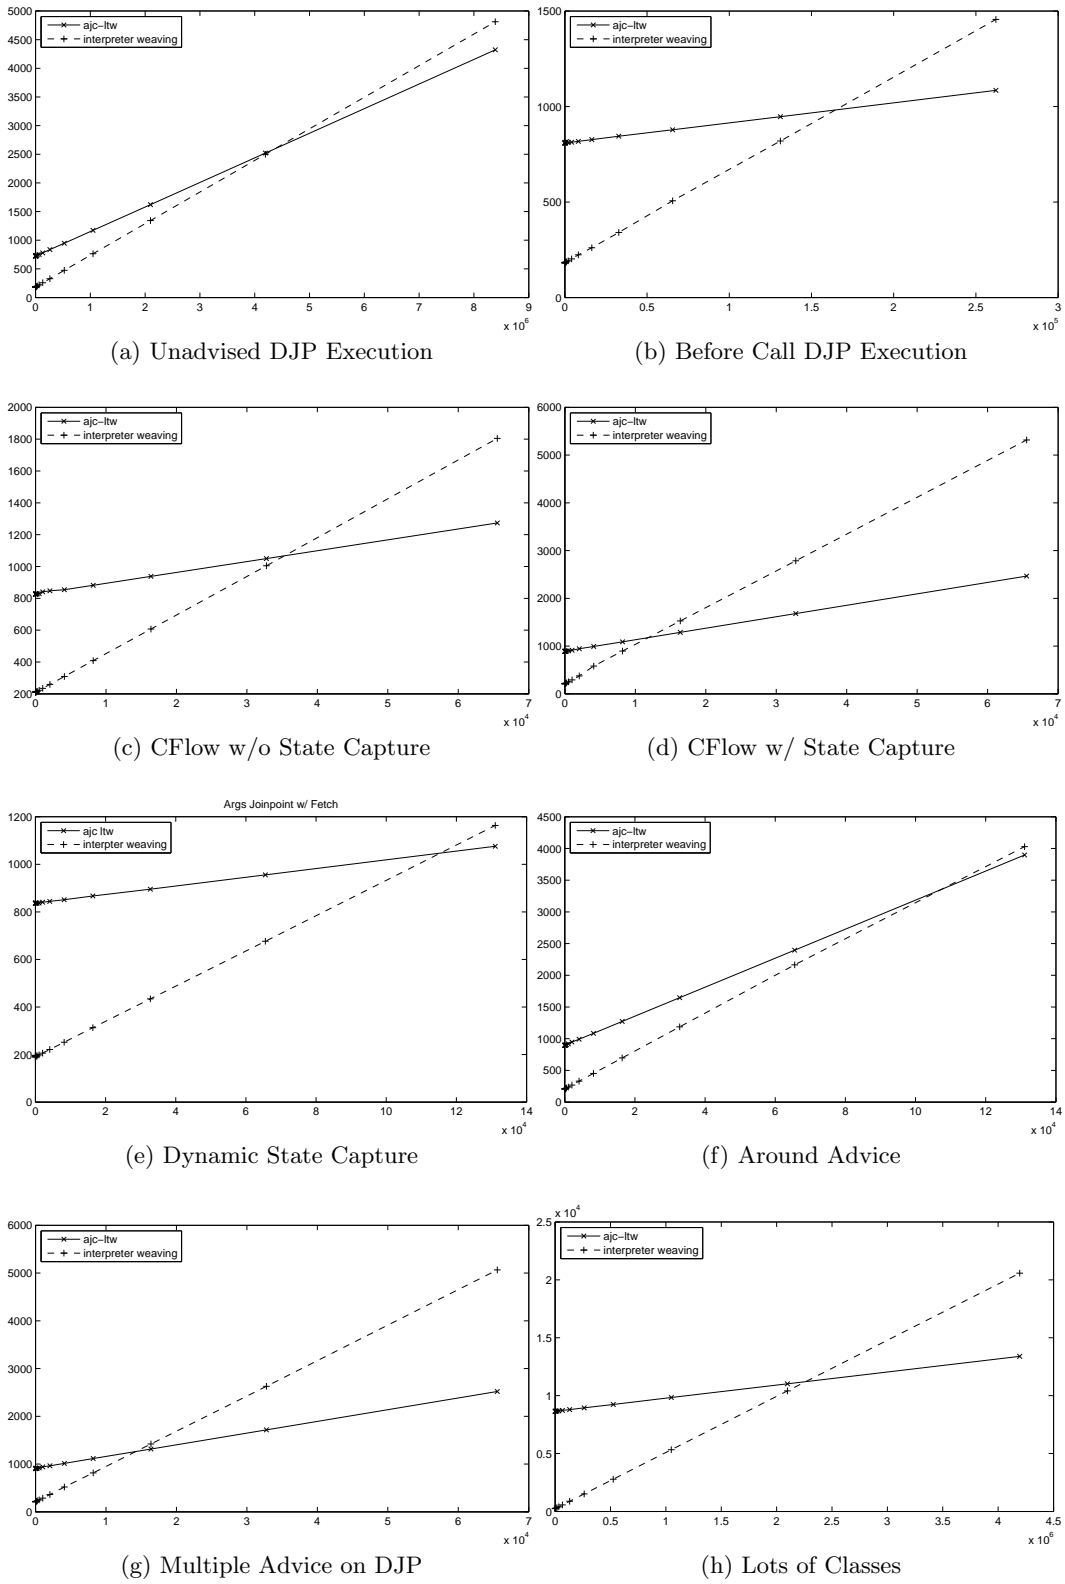 5000
4500
4000
3500
3000
2500
2000
1500
1000
500
0
ajc-ltw
interpreter weaving
0 1 2 3 4 5 6 7 8 9
x 10^6
(a) Unadvised DJP Execution
1500
1000
500
0
ajc-ltw
interpreter weaving
0 0.5 1 1.5 2 2.5 3
x 10^5
(b) Before Call DJP Execution
2000
1800
1600
1400
1200
1000
800
600
400
200
ajc-ltw
interpreter weaving
0 1 2 3 4 5 6 7
x 10^4
(c) CFlow w/o State Capture
6000
5000
4000
3000
2000
1000
0
ajc-ltw
interpreter weaving
0 1 2 3 4 5 6 7
x 10^4
(d) CFlow w/ State Capture
Args Joinpoint w/ Fetch
1200
1000
800
600
400
200
0
ajc ltw
interpter weaving
0 2 4 6 8 10 12 14
x 10^4
(e) Dynamic State Capture
4500
4000
3500
3000
2500
2000
1500
1000
500
0
ajc-ltw
interpreter weaving
0 2 4 6 8 10 12 14
x 10^4
(f) Around Advice
6000
5000
4000
3000
2000
1000
0
ajc-ltw
interpreter weaving
0 1 2 3 4 5 6 7
x 10^4
(g) Multiple Advice on DJP
x 10^4
2.5
2
1.5
1
0.5
0
ajc-ltw
interpreter weaving
0 0.5 1 1.5 2 2.5 3 3.5 4 4.5
x 10^6
(h) Lots of Classes